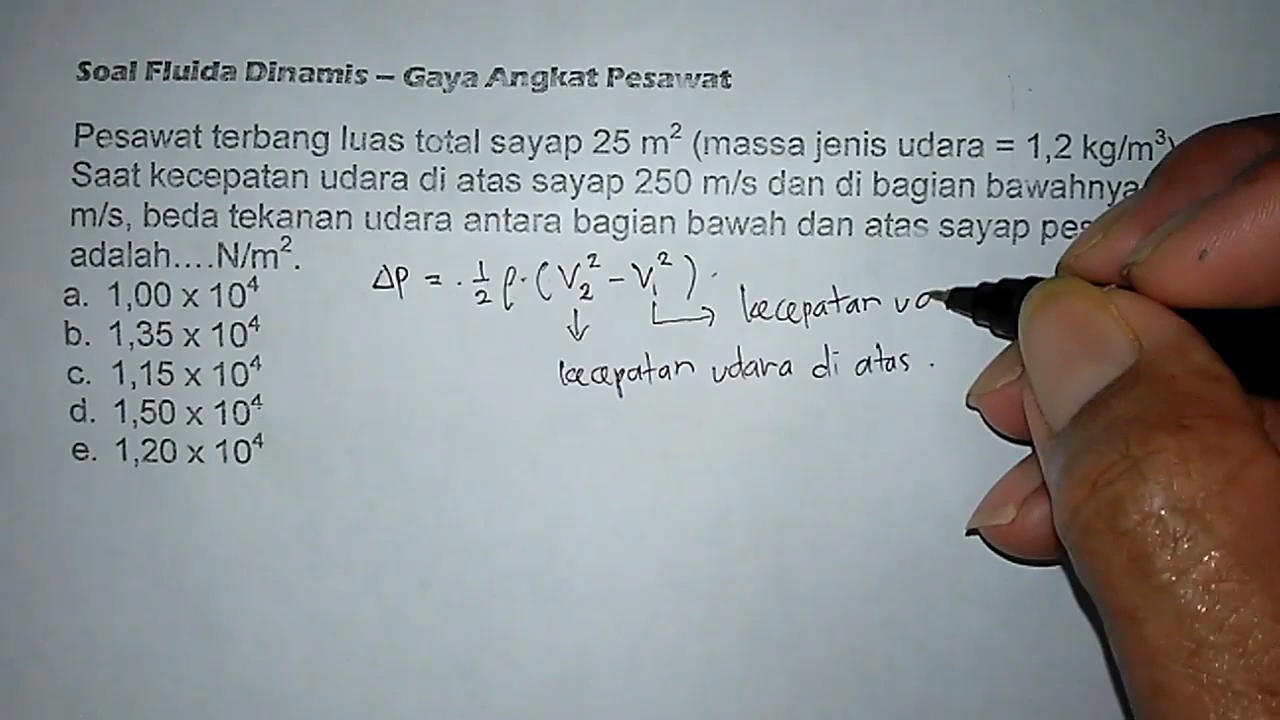 Soal Fluida Dinamis – Gaya Angkat Pesawat
Pesawat terbang luas total sayap 25 m² (massa jenis udara = 1,2 kg/m³)
Saat kecepatan udara di atas sayap 250 m/s dan di bagian bawahnya
m/s, beda tekanan udara antara bagian bawah dan atas sayap
adalah....N/m².
a. 1,00 x 10⁴
b. 1,35 x 10⁴
c. 1,15 x 10⁴
d. 1,50 x 10⁴
e. 1,20 x 10⁴
Δp = . ½ ρ . (V₂² – V₁²) .
kecepatan
kecepatan udara di atas .